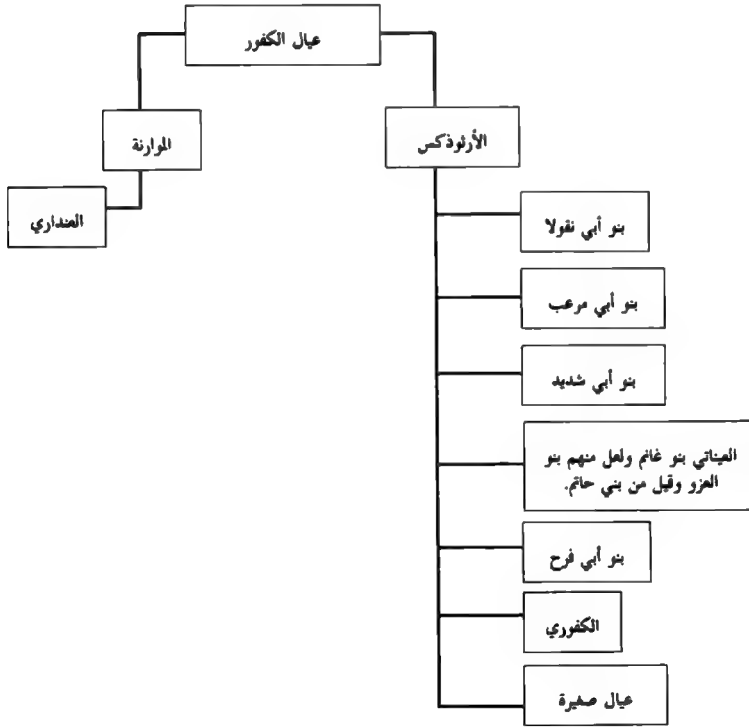 عيال الكفور
الأرثوذكس
الموارنة
العنداري
بنو أبي نقولا
بنو أبي مرعب
بنو أبي شديد
العيناتي بنو غانم ولعل منهم بنو
العزو وقيل من بني حاتم.
بنو أبي فرح
الكفوري
عيال صغيرة